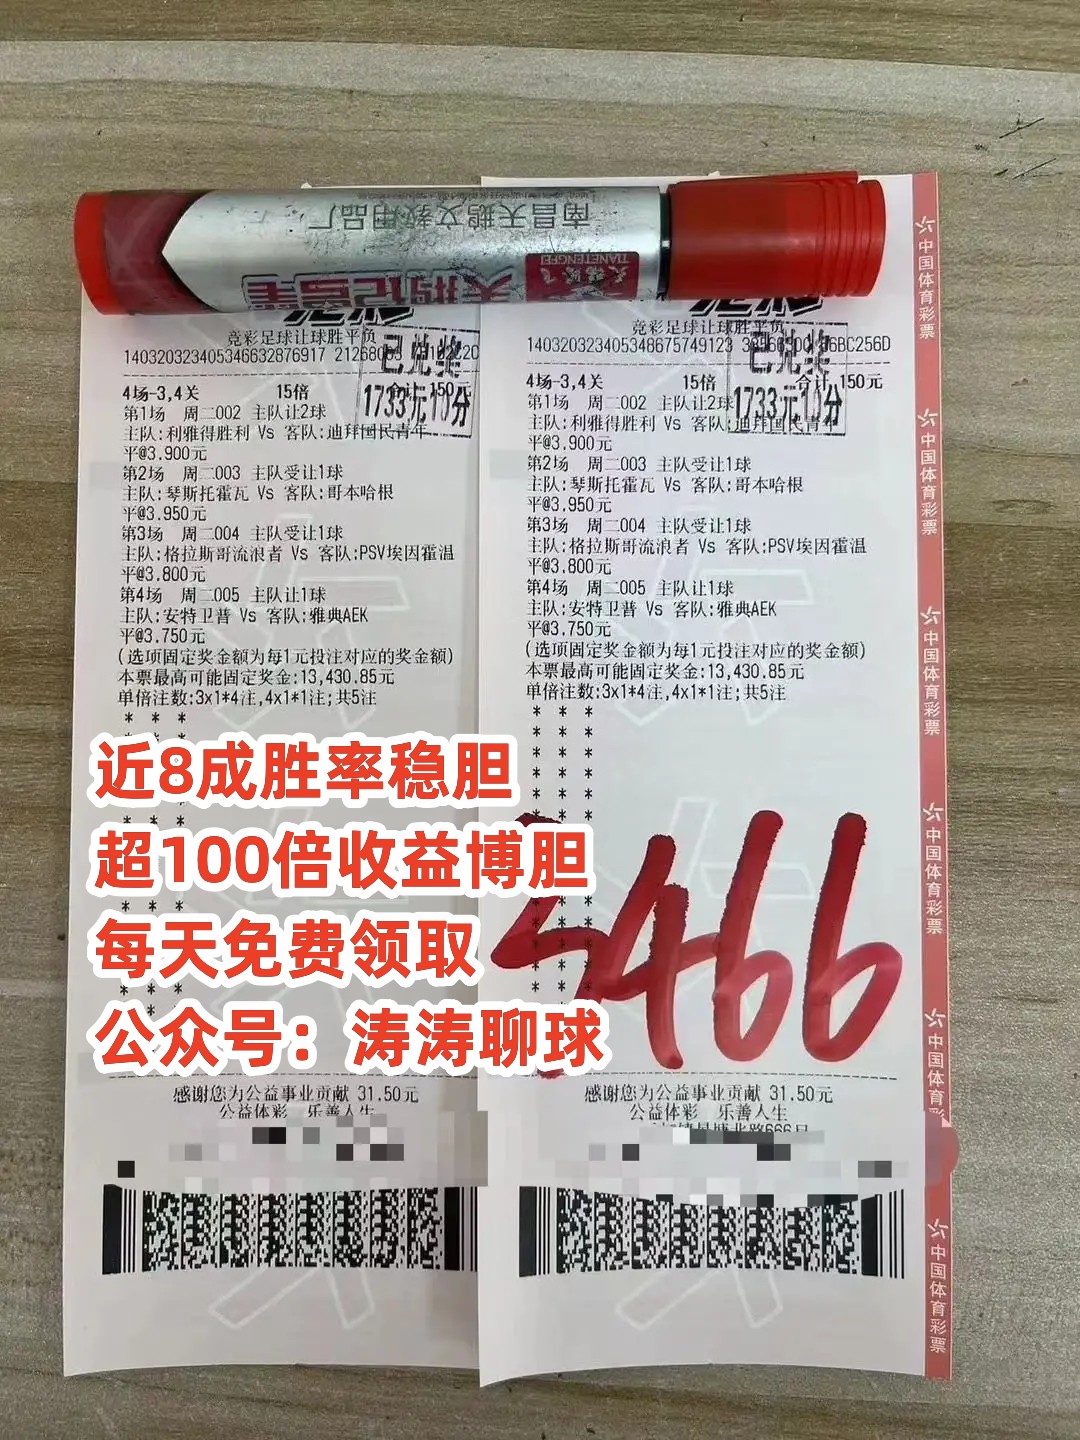 南昌天鹅文教用品厂
天鹅记号笔
TIANETENGFEI
竞彩足球让球胜平负
4场-3,4关 15倍 合计 150元
已兑奖
1733元10分
第1场 周二002 主队让2球
主队:利雅得胜利 Vs 客队:迪拜国民青年
平@3.900元
第2场 周二003 主队受让1球
主队:琴斯托霍瓦 Vs 客队:哥本哈根
平@3.950元
第3场 周二004 主队受让1球
主队:格拉斯哥流浪者 Vs 客队:PSV埃因霍温
平@3.800元
第4场 周二005 主队让1球
主队:安特卫普 Vs 客队:雅典AEK
平@3.750元
(选项固定奖金额为每1元投注对应的奖金额)
本票最高可能固定奖金:13,430.85元
单倍注数:3x1*4注,4x1*1注;共5注
感谢您为公益事业贡献 31.50元
公益体彩 乐善人生
竞彩足球让球胜平负
4场-3,4关 15倍 合计 150元
已兑奖
1733元10分
第1场 周二002 主队让2球
主队:利雅得胜利 Vs 客队:迪拜国民青年
平@3.900元
第2场 周二003 主队受让1球
主队:琴斯托霍瓦 Vs 客队:哥本哈根
平@3.950元
第3场 周二004 主队受让1球
主队:格拉斯哥流浪者 Vs 客队:PSV埃因霍温
平@3.800元
第4场 周二005 主队让1球
主队:安特卫普 Vs 客队:雅典AEK
平@3.750元
(选项固定奖金额为每1元投注对应的奖金额)
本票最高可能固定奖金:13,430.85元
单倍注数:3x1*4注,4x1*1注;共5注
3466
感谢您为公益事业贡献 31.50元
公益体彩 乐善人生
中国体育彩票
中国体育彩票
中国体育彩票
中国体育彩票
中国体育彩票
中国体育彩票
近8成胜率稳胆
超100倍收益博胆
每天免费领取
公众号：涛涛聊球